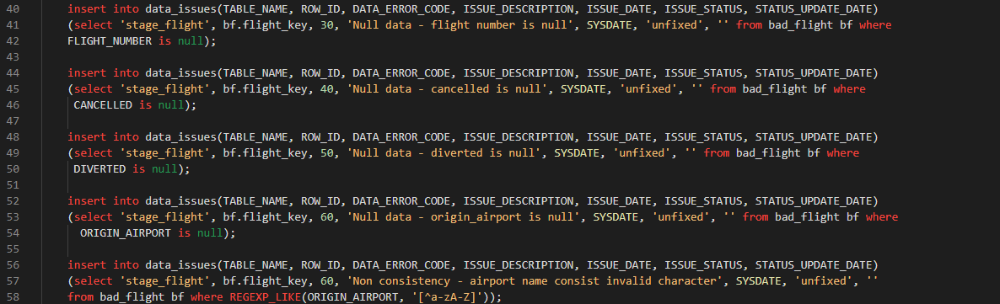 40 insert into data_issues(TABLE_NAME, ROW_ID, DATA_ERROR_CODE, ISSUE_DESCRIPTION, ISSUE_DATE, ISSUE_STATUS, STATUS_UPDATE_DATE)
41 (select 'stage_flight', bf.flight_key, 30, 'Null data - flight number is null', SYSDATE, 'unfixed', '' from bad_flight bf where
42 FLIGHT_NUMBER is null);
43
44 insert into data_issues(TABLE_NAME, ROW_ID, DATA_ERROR_CODE, ISSUE_DESCRIPTION, ISSUE_DATE, ISSUE_STATUS, STATUS_UPDATE_DATE)
45 (select 'stage_flight', bf.flight_key, 40, 'Null data - cancelled is null', SYSDATE, 'unfixed', '' from bad_flight bf where
46 CANCELLED is null);
47
48 insert into data_issues(TABLE_NAME, ROW_ID, DATA_ERROR_CODE, ISSUE_DESCRIPTION, ISSUE_DATE, ISSUE_STATUS, STATUS_UPDATE_DATE)
49 (select 'stage_flight', bf.flight_key, 50, 'Null data - diverted is null', SYSDATE, 'unfixed', '' from bad_flight bf where
50 DIVERTED is null);
51
52 insert into data_issues(TABLE_NAME, ROW_ID, DATA_ERROR_CODE, ISSUE_DESCRIPTION, ISSUE_DATE, ISSUE_STATUS, STATUS_UPDATE_DATE)
53 (select 'stage_flight', bf.flight_key, 60, 'Null data - origin_airport is null', SYSDATE, 'unfixed', '' from bad_flight bf where
54 ORIGIN_AIRPORT is null);
55
56 insert into data_issues(TABLE_NAME, ROW_ID, DATA_ERROR_CODE, ISSUE_DESCRIPTION, ISSUE_DATE, ISSUE_STATUS, STATUS_UPDATE_DATE)
57 (select 'stage_flight', bf.flight_key, 60, 'Non consistency - airport name consist invalid character', SYSDATE, 'unfixed', ''
58 from bad_flight bf where REGEXP_LIKE(ORIGIN_AIRPORT, '[^a-zA-Z]'));